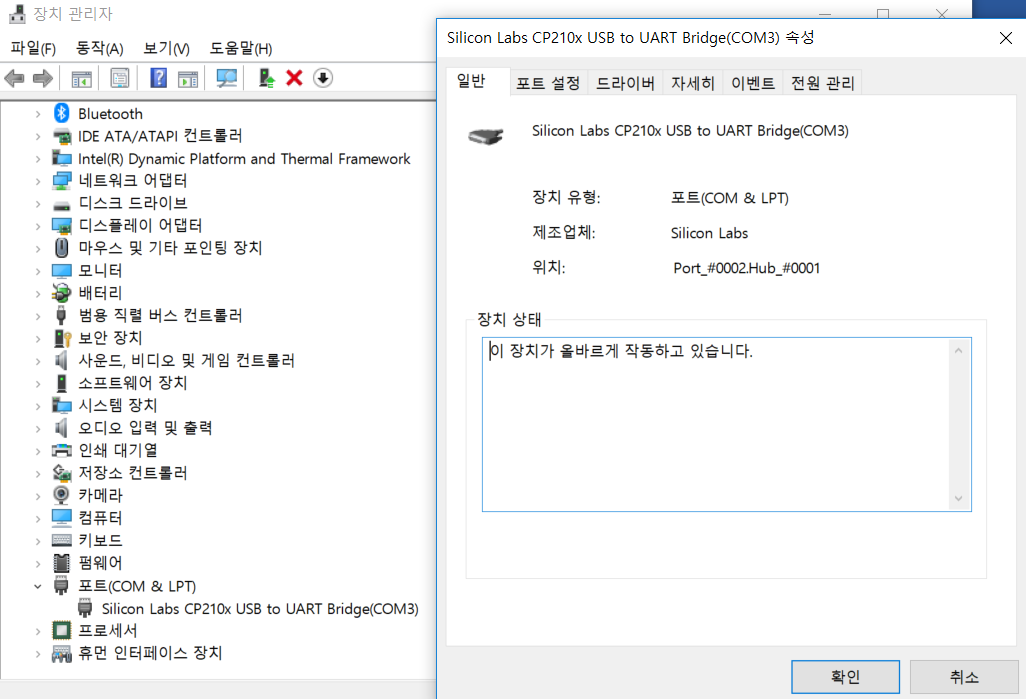 장치 관리자
파일(F) 동작(A) 보기(V) 도움말(H)
Bluetooth
IDE ATA/ATAPI 컨트롤러
Intel(R) Dynamic Platform and Thermal Framework
네트워크 어댑터
디스크 드라이브
디스플레이 어댑터
마우스 및 기타 포인팅 장치
모니터
배터리
범용 직렬 버스 컨트롤러
보안 장치
사운드, 비디오 및 게임 컨트롤러
소프트웨어 장치
시스템 장치
오디오 입력 및 출력
인쇄 대기열
저장소 컨트롤러
카메라
컴퓨터
키보드
펌웨어
포트(COM & LPT)
Silicon Labs CP210x USB to UART Bridge(COM3)
프로세서
휴먼 인터페이스 장치
Silicon Labs CP210x USB to UART Bridge(COM3) 속성
일반 포트 설정 드라이버 자세히 이벤트 전원 관리
Silicon Labs CP210x USB to UART Bridge(COM3)
장치 유형: 포트(COM & LPT)
제조업체: Silicon Labs
위치: Port_#0002.Hub_#0001
장치 상태
이 장치가 올바르게 작동하고 있습니다.
확인 취소